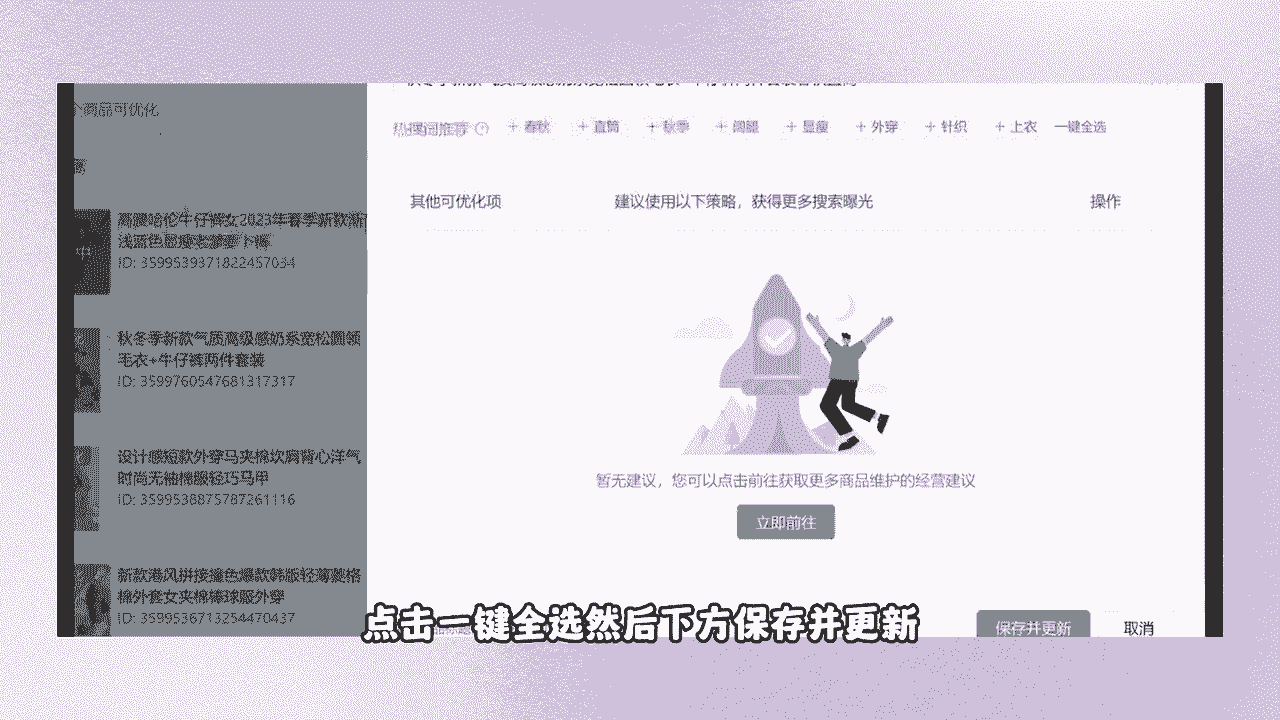 个商品可优化
热搜词推荐 + 春秋 + 直筒 + 秋季 + 阔腿 + 显瘦 + 外穿 + 针织 + 上衣 一键全选
其他可优化项 建议使用以下策略，获得更多搜索曝光 操作
高腰哈伦牛仔裤女2023年春季新款
浅蓝色显瘦老爹萝卜裤
ID: 3599539371822457034
秋冬季新款气质高级感奶系宽松圆领
毛衣+牛仔裤两件套装
ID: 3599760547681317317
设计感短款外穿马夹棉坎肩背心洋气
时尚无袖棉服轻巧马甲
ID: 3599538875787261116
新款港风拼接撞色爆款韩版轻薄
棉外套女夹棉棒球服外穿
ID: 3599536713254470437
暂无建议，您可以点击前往获取更多商品维护的经营建议
立即前往
点击一键全选然后下方保存并更新
保存并更新 取消